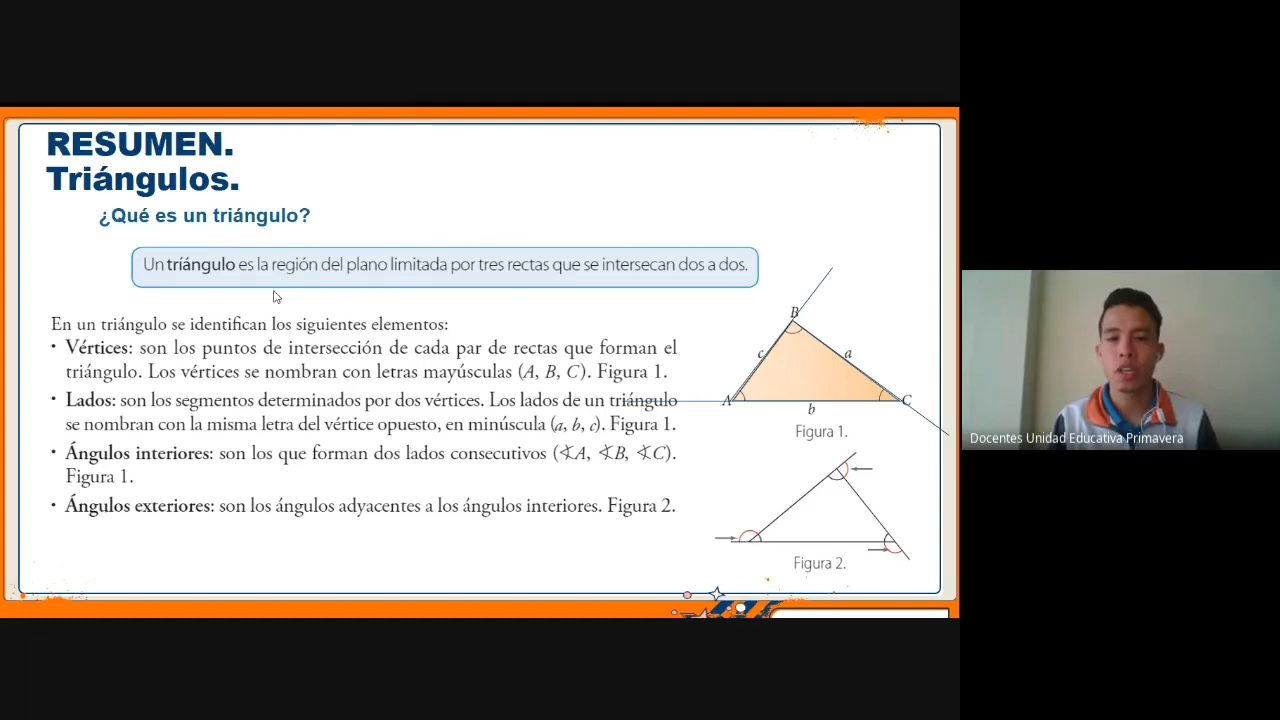 RESUMEN.
Triángulos.
¿Qué es un triángulo?
Un triángulo es la región del plano limitada por tres rectas que se intersecan dos a dos.
En un triángulo se identifican los siguientes elementos:
• Vértices: son los puntos de intersección de cada par de rectas que forman el
triángulo. Los vértices se nombran con letras mayúsculas (A, B, C). Figura 1.
• Lados: son los segmentos determinados por dos vértices. Los lados de un triángulo
se nombran con la misma letra del vértice opuesto, en minúscula (a, b, c). Figura 1.
• Ángulos interiores: son los que forman dos lados consecutivos (∢A, ∢B, ∢C).
Figura 1.
• Ángulos exteriores: son los ángulos adyacentes a los ángulos interiores. Figura 2.
B
c
a
A
C
b
Figura 1.
Figura 2.
Docentes Unidad Educativa Primavera